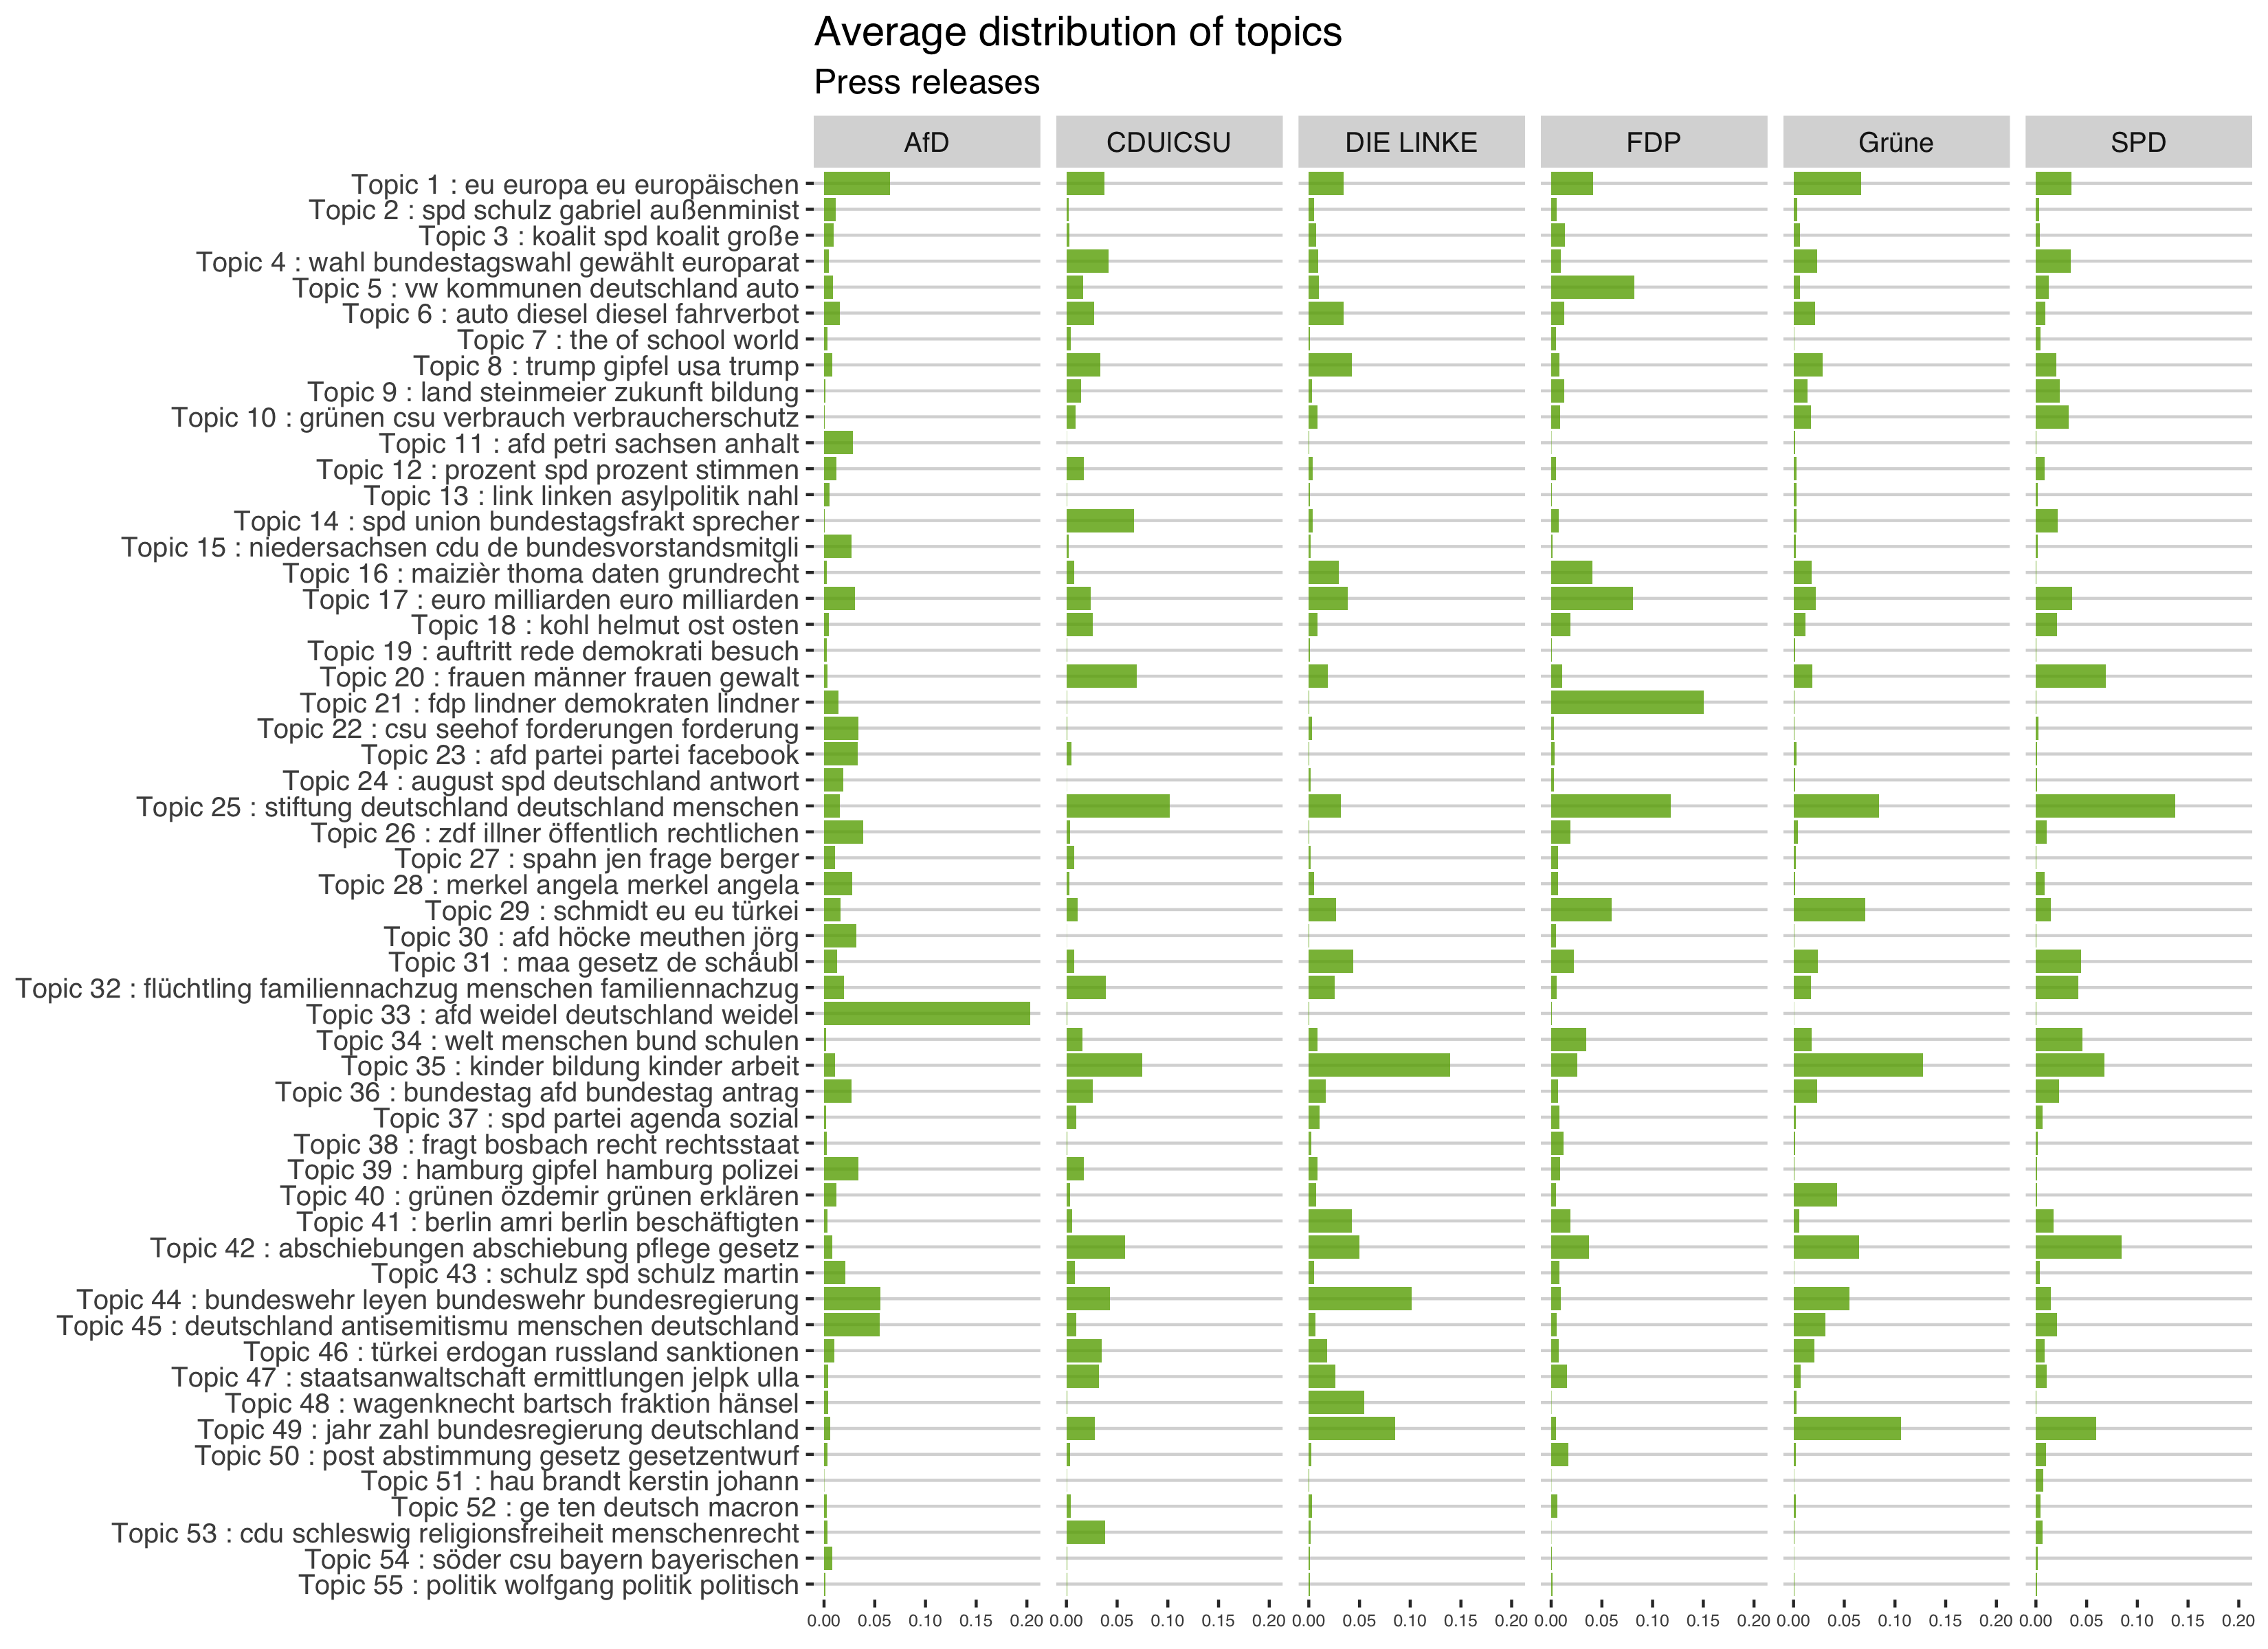 Average distribution of topics
Press releases
AfD CDU|CSU DIE LINKE FDP Grüne SPD
Topic 1 : eu europa eu europäischen
Topic 2 : spd schulz gabriel außenminist
Topic 3 : koalit spd koalit große
Topic 4 : wahl bundestagswahl gewählt europarat
Topic 5 : vw kommunen deutschland auto
Topic 6 : auto diesel diesel fahrverbot
Topic 7 : the of school world
Topic 8 : trump gipfel usa trump
Topic 9 : land steinmeier zukunft bildung
Topic 10 : grünen csu verbrauch verbraucherschutz
Topic 11 : afd petri sachsen anhalt
Topic 12 : prozent spd prozent stimmen
Topic 13 : link linken asylpolitik nahl
Topic 14 : spd union bundestagsfrakt sprecher
Topic 15 : niedersachsen cdu de bundesvorstandsmitgli
Topic 16 : maizièr thoma daten grundrecht
Topic 17 : euro milliarden euro milliarden
Topic 18 : kohl helmut ost osten
Topic 19 : auftritt rede demokrati besuch
Topic 20 : frauen männer frauen gewalt
Topic 21 : fdp lindner demokraten lindner
Topic 22 : csu seehof forderungen forderung
Topic 23 : afd partei partei facebook
Topic 24 : august spd deutschland antwort
Topic 25 : stiftung deutschland deutschland menschen
Topic 26 : zdf illner öffentlich rechtlichen
Topic 27 : spahn jen frage berger
Topic 28 : merkel angela merkel angela
Topic 29 : schmidt eu eu türkei
Topic 30 : afd höcke meuthen jörg
Topic 31 : maa gesetz de schäubl
Topic 32 : flüchtling familiennachzug menschen familiennachzug
Topic 33 : afd weidel deutschland weidel
Topic 34 : welt menschen bund schulen
Topic 35 : kinder bildung kinder arbeit
Topic 36 : bundestag afd bundestag antrag
Topic 37 : spd partei agenda sozial
Topic 38 : fragt bosbach recht rechtsstaat
Topic 39 : hamburg gipfel hamburg polizei
Topic 40 : grünen özdemir grünen erklären
Topic 41 : berlin amri berlin beschäftigten
Topic 42 : abschiebungen abschiebung pflege gesetz
Topic 43 : schulz spd schulz martin
Topic 44 : bundeswehr leyen bundeswehr bundesregierung
Topic 45 : deutschland antisemitismu menschen deutschland
Topic 46 : türkei erdogan russland sanktionen
Topic 47 : staatsanwaltschaft ermittlungen jelpk ulla
Topic 48 : wagenknecht bartsch fraktion hänsel
Topic 49 : jahr zahl bundesregierung deutschland
Topic 50 : post abstimmung gesetz gesetzentwurf
Topic 51 : hau brandt kerstin johann
Topic 52 : ge ten deutsch macron
Topic 53 : cdu schleswig religionsfreiheit menschenrecht
Topic 54 : söder csu bayern bayerischen
Topic 55 : politik wolfgang politik politisch
0.00 0.05 0.10 0.15 0.20 0.00 0.05 0.10 0.15 0.20 0.00 0.05 0.10 0.15 0.20 0.00 0.05 0.10 0.15 0.20 0.00 0.05 0.10 0.15 0.20 0.00 0.05 0.10 0.15 0.20